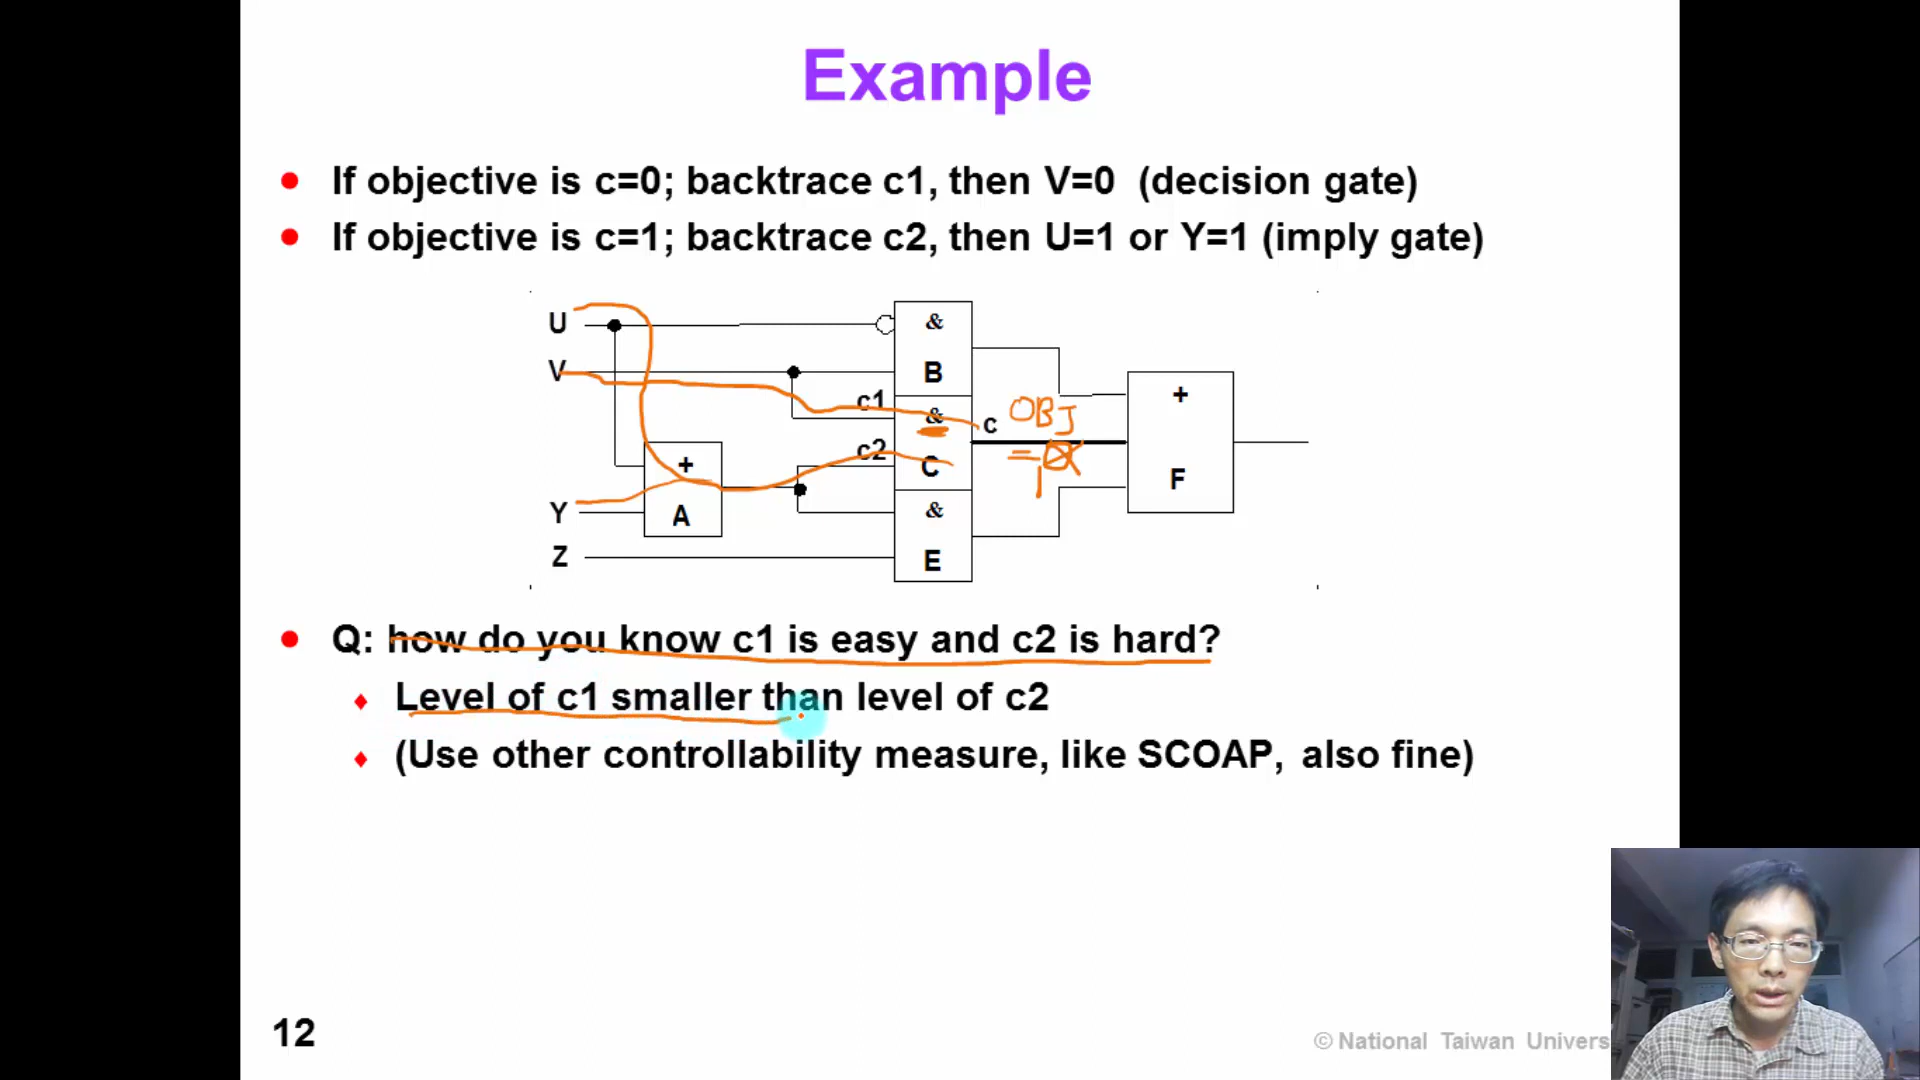 Example
If objective is c=0; backtrace c1, then V=0 (decision gate)
If objective is c=1; backtrace c2, then U=1 or Y=1 (imply gate)
U
&
V
B
c1
&
c
OBJ
+
c2
C
=
1
F
+
A
Y
&
Z
E
Q: how do you know c1 is easy and c2 is hard?
Level of c1 smaller than level of c2
(Use other controllability measure, like SCOAP, also fine)
12
© National Taiwan Univers